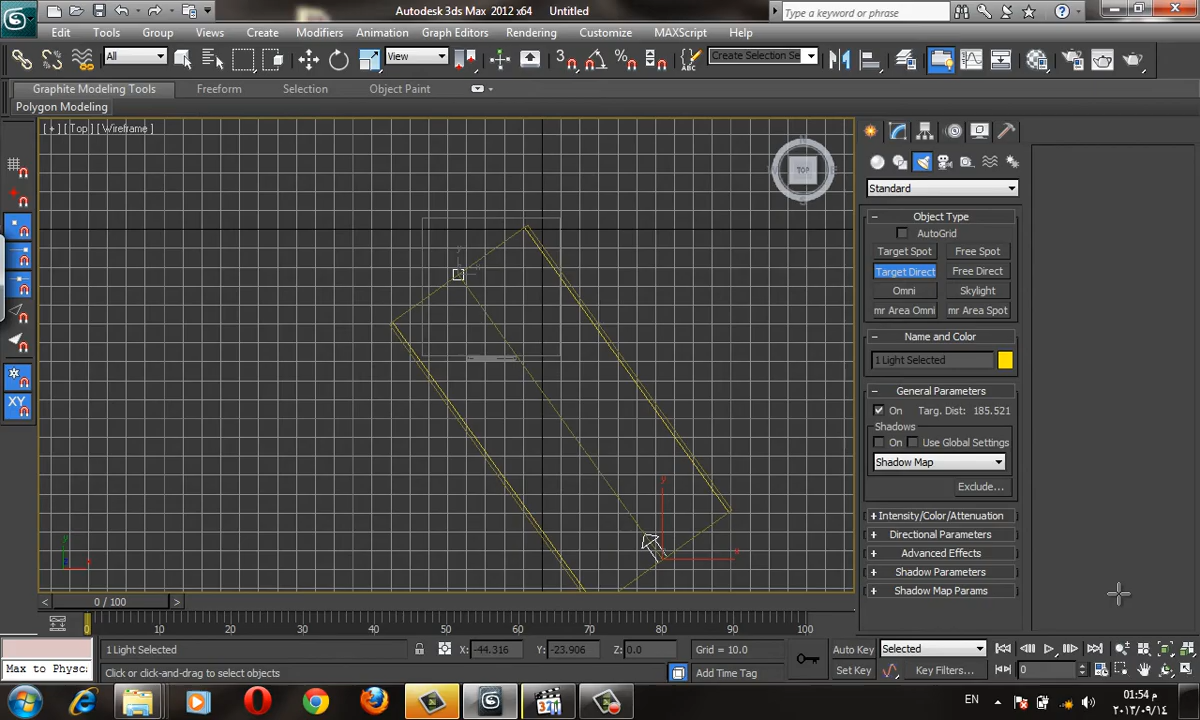 Autodesk 3ds Max 2012 x64 Untitled
Type a keyword or phrase
Edit Tools Group Views Create Modifiers Animation Graph Editors Rendering Customize MAXScript Help
All
View
3
Create Selection Se
Graphite Modeling Tools Freeform Selection Object Paint
Polygon Modeling
[ + ] [ Top ] [ Wireframe ]
TOP
Standard
Object Type
AutoGrid
Target Spot Free Spot
Target Direct Free Direct
Omni Skylight
mr Area Omni mr Area Spot
Name and Color
1 Light Selected
General Parameters
On Targ. Dist: 185.521
Shadows
On Use Global Settings
Shadow Map
Exclude...
Intensity/Color/Attenuation
Directional Parameters
Advanced Effects
Shadow Parameters
Shadow Map Params
XY
y
x
0 / 100
0 10 20 30 40 50 60 70 80 90 100
1 Light Selected X: -44.316 Y: -23.906 Z: 0.0 Grid = 10.0 Auto Key Selected
Max to Physc: Click or click-and-drag to select objects Add Time Tag Set Key Key Filters... 0
EN
01:54 م
٢٠١٣/٠٩/١٤